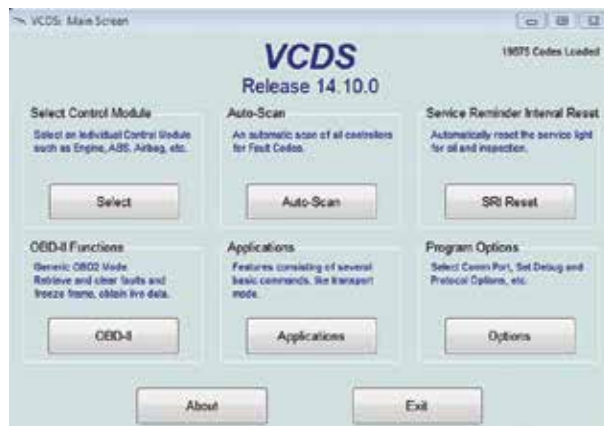 VCDS: Main Screen
VCDS
Release 14.10.0
19875 Codes Loaded
Select Control Module
Select an individual Control Module
such as Engine, ABS, Airbag, etc.
Select
Auto-Scan
An automatic scan of all controllers
for Fault Codes.
Auto-Scan
Service Reminder Interval Reset
Automatically reset the service light
for oil and inspection.
SRI Reset
OBD-II Functions
Generic OBD2 Mode.
Retrieve and clear faults and
freeze frame, obtain live data.
OBD-II
Applications
Features consisting of several
basic commands, like transport
mode.
Applications
Program Options
Select Comm Port, Set Debug and
Protocol Options, etc.
Options
About
Exit